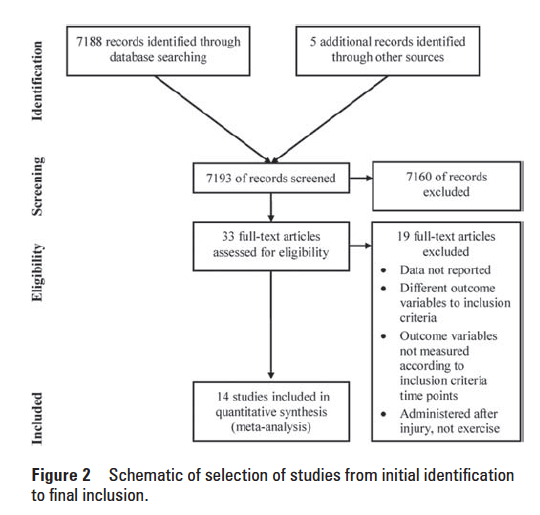 Identification
7188 records identified through
database searching
5 additional records identified
through other sources
Screening
7193 of records screened
7160 of records
excluded
Eligibility
33 full-text articles
assessed for eligibility
19 full-text articles
excluded
• Data not reported
• Different outcome
variables to inclusion
criteria
• Outcome variables
not measured
according to
inclusion criteria
time points
• Administered after
injury, not exercise
Included
14 studies included in
quantitative synthesis
(meta-analysis)
Figure 2 Schematic of selection of studies from initial identification
to final inclusion.